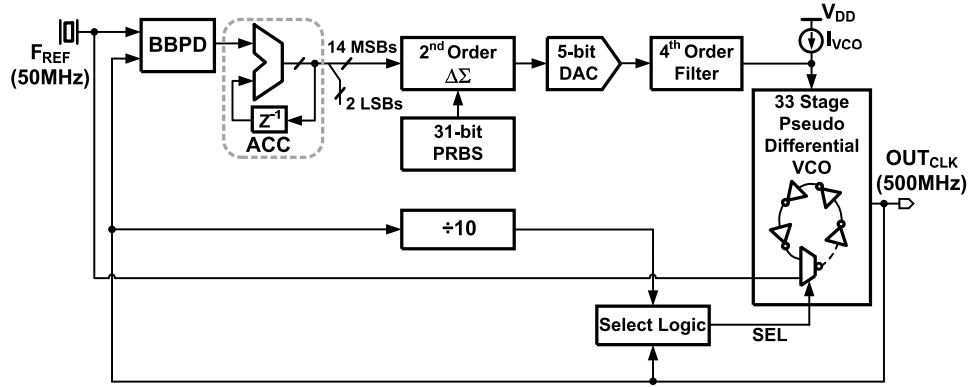 F_REF
(50MHz)
BBPD
Z⁻¹
ACC
14 MSBs
2 LSBs
2nd Order
ΔΣ
31-bit
PRBS
5-bit
DAC
4th Order
Filter
V_DD
I_VCO
33 Stage
Pseudo
Differential
VCO
OUT_CLK
(500MHz)
÷10
Select Logic
SEL